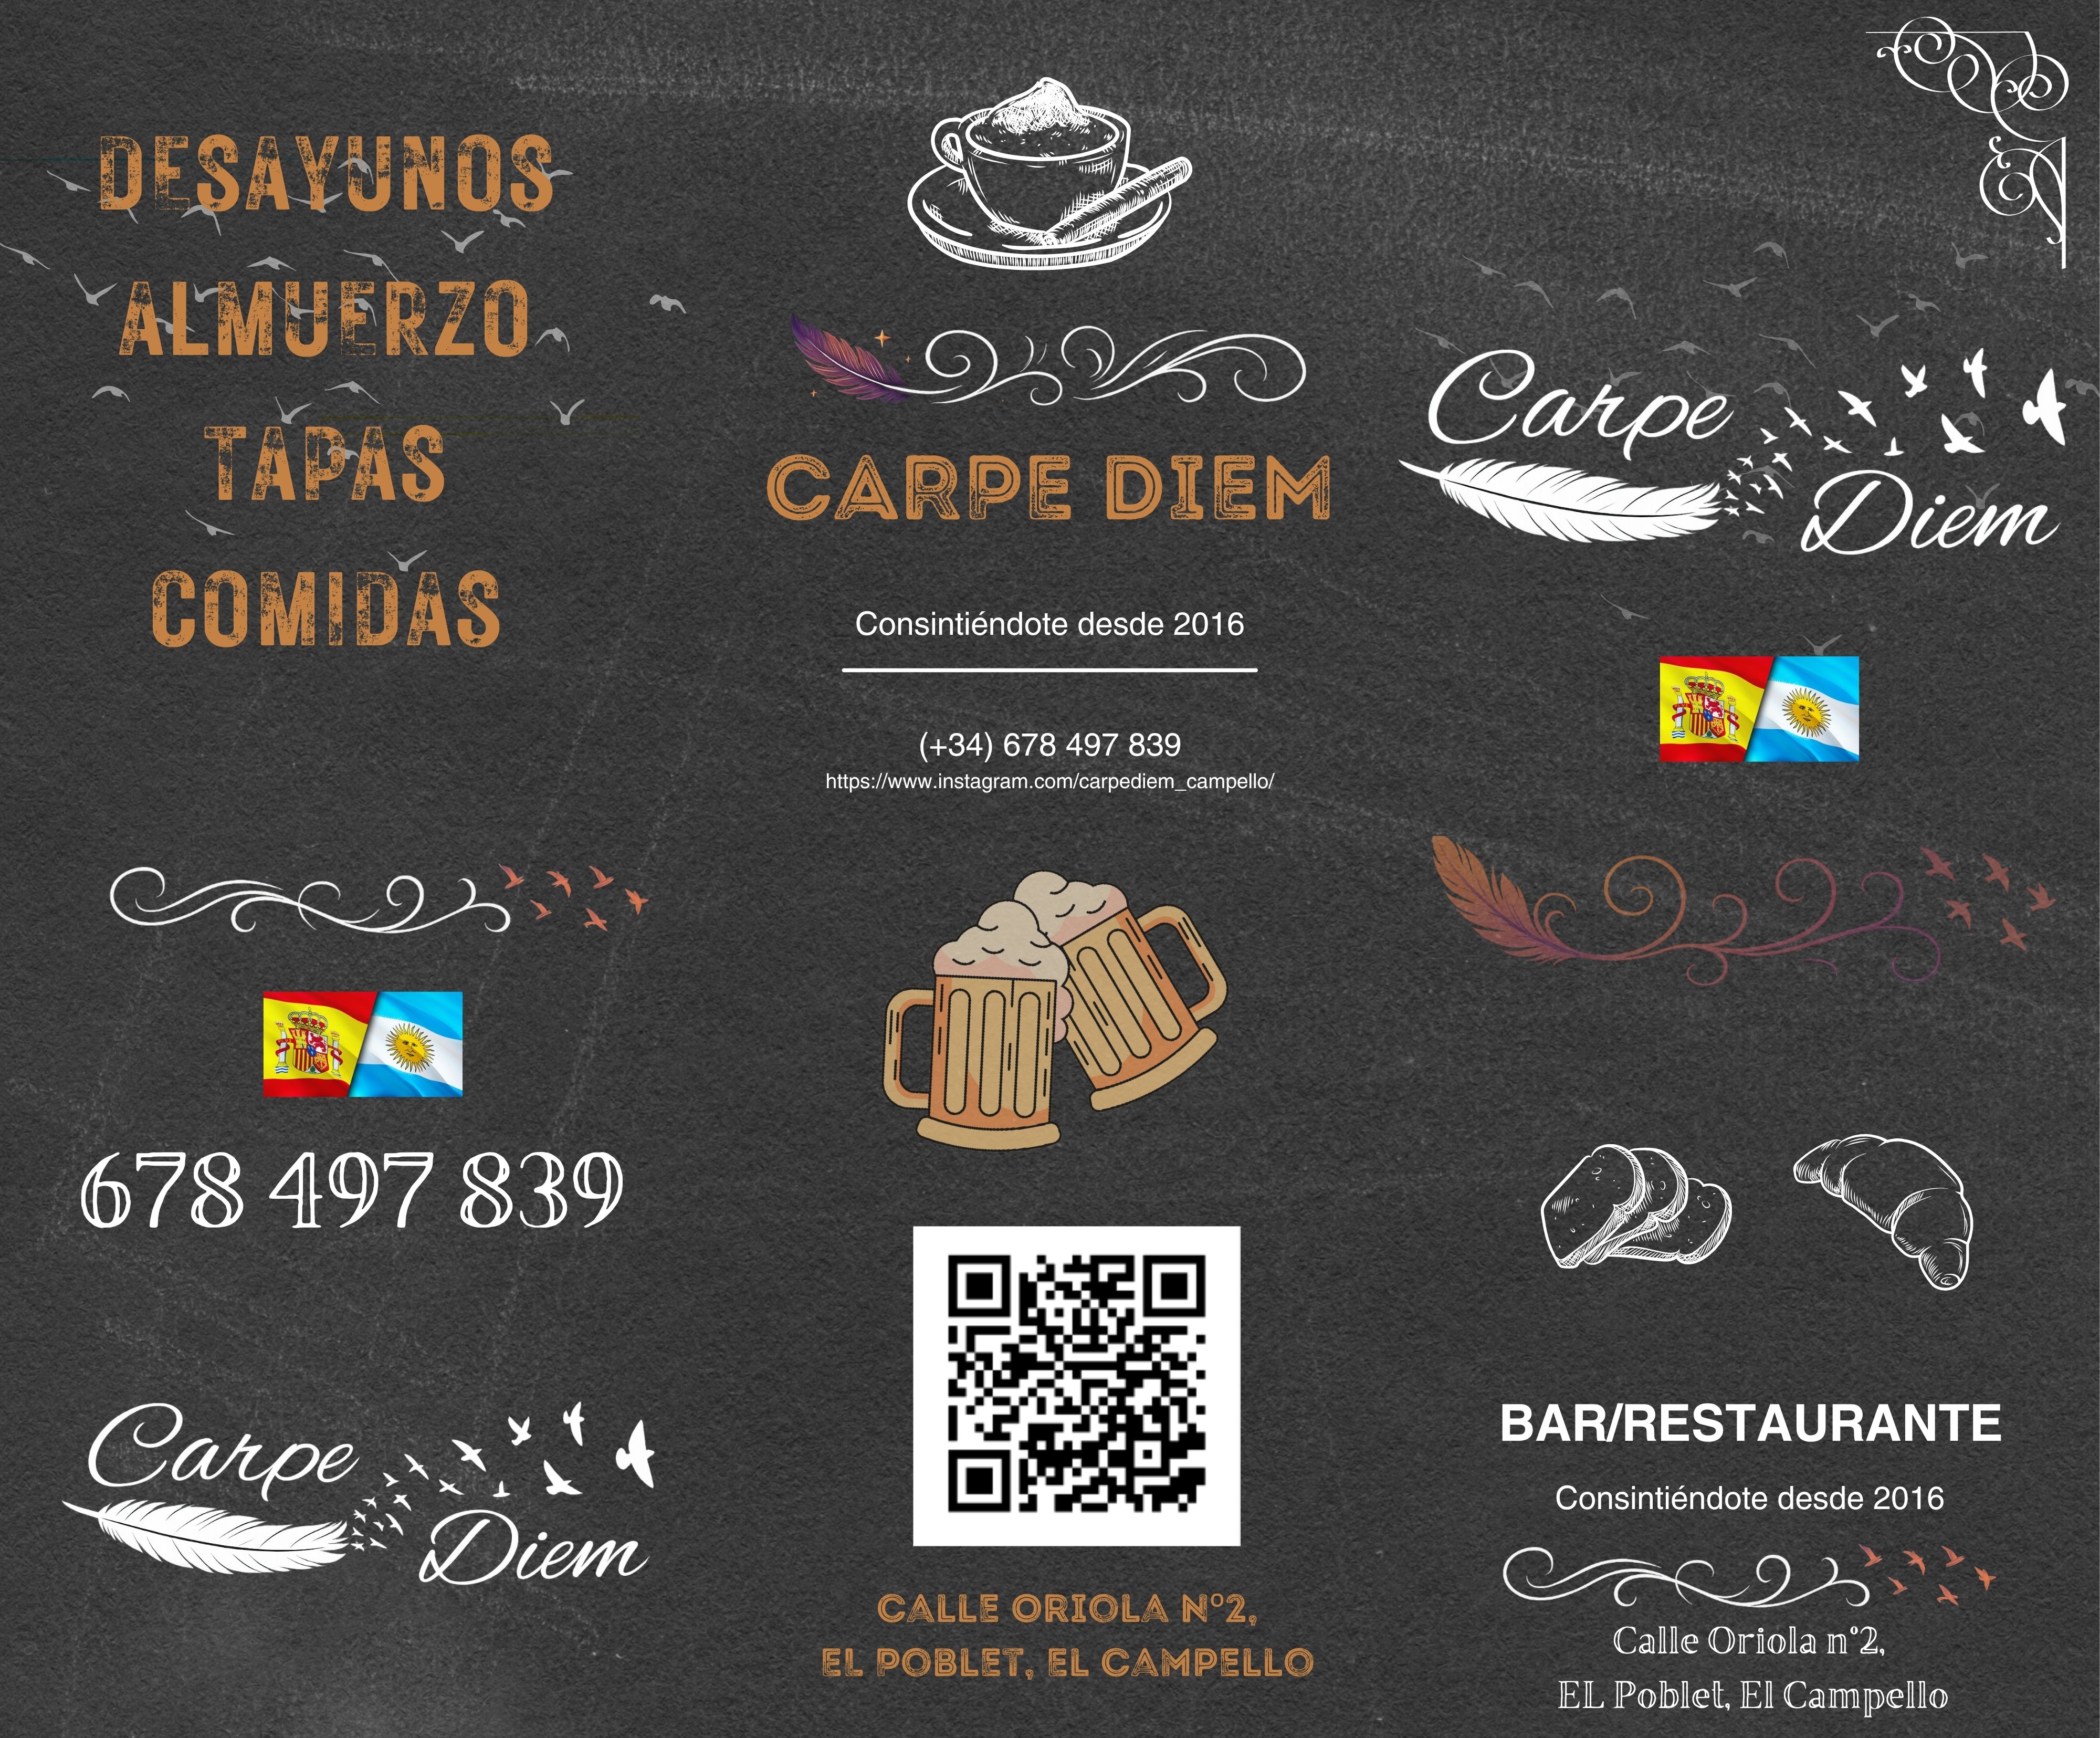 DESAYUNOS
ALMUERZO
TAPAS
COMIDAS
678 497 839
Carpe
Diem
CARPE DIEM
Consintiéndote desde 2016
(+34) 678 497 839
https://www.instagram.com/carpediem_campello/
CALLE ORIOLA Nº2,
EL POBLET, EL CAMPELLO
Carpe
Diem
BAR/RESTAURANTE
Consintiéndote desde 2016
Calle Oriola nº2,
EL Poblet, El Campello